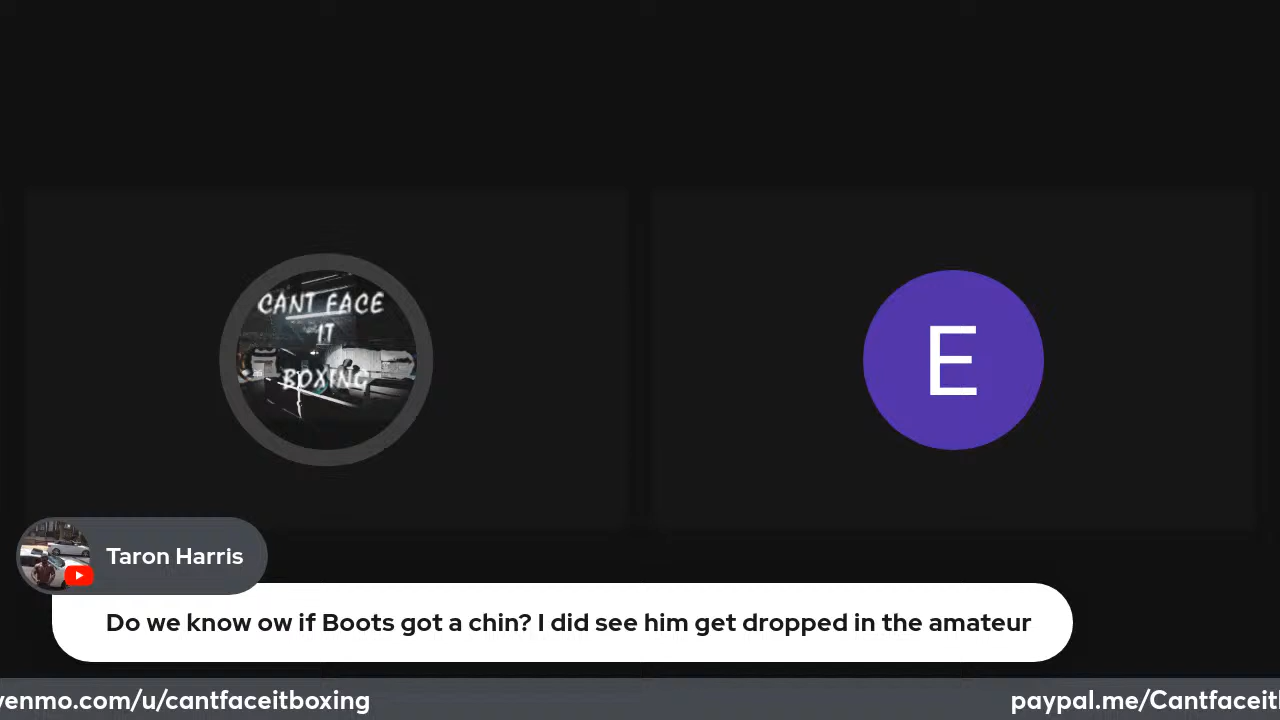 CANT FACE
IT
BOXING
E
Taron Harris
Do we know ow if Boots got a chin? I did see him get dropped in the amateur
venmo.com/u/cantfaceitboxing
paypal.me/Cantfaceit